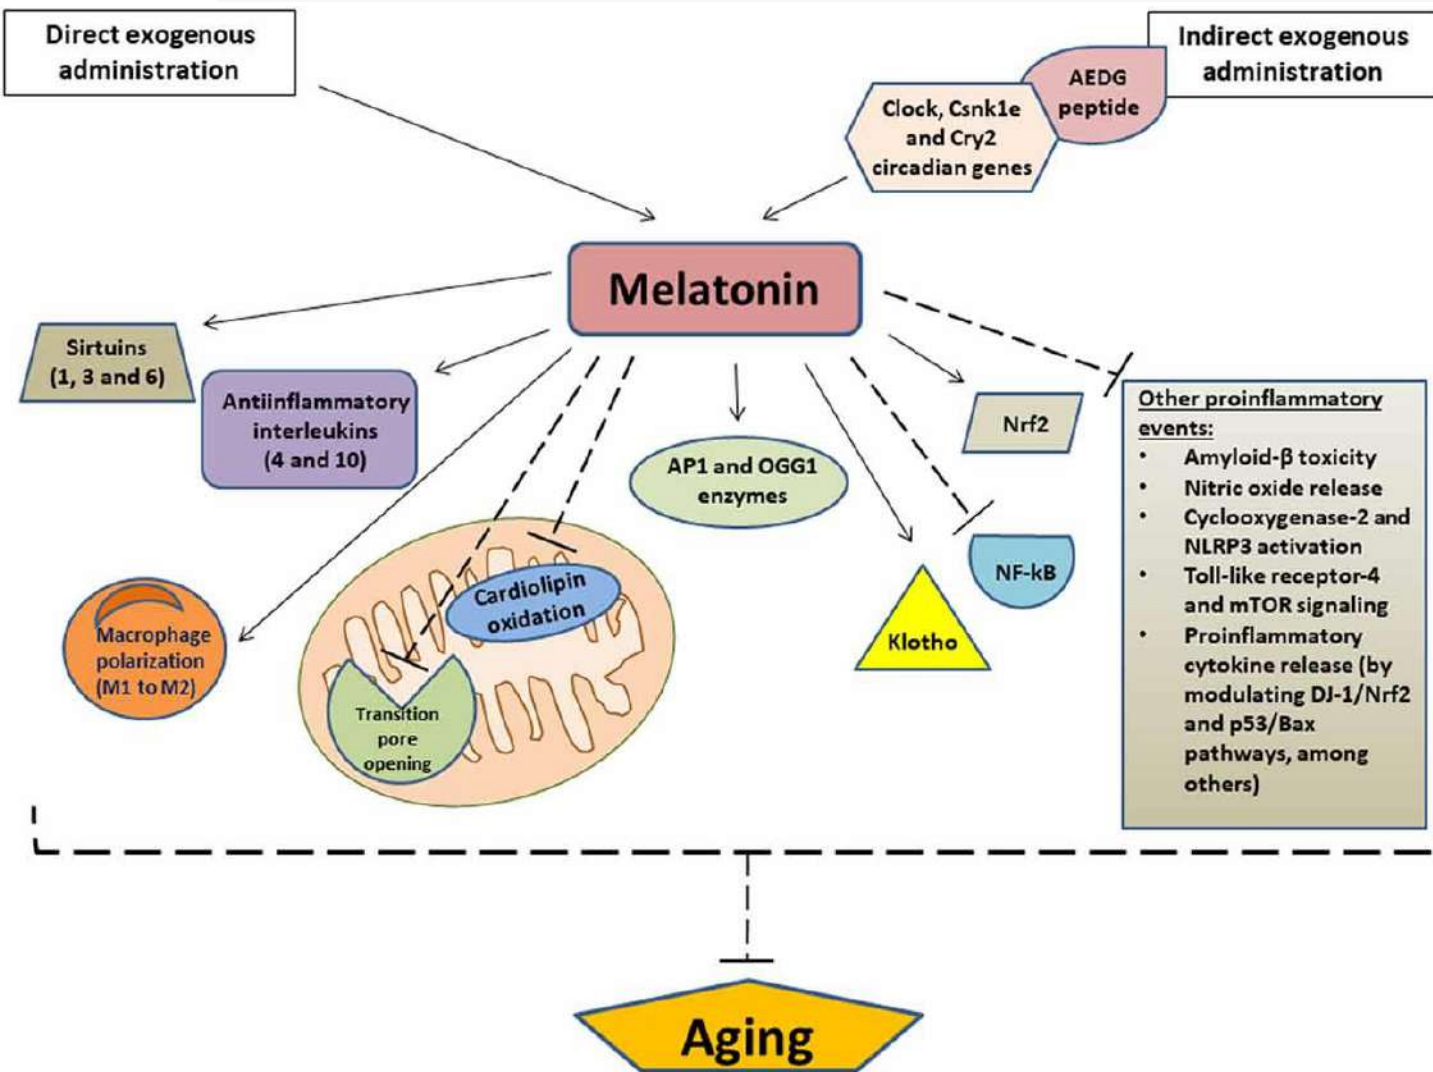 Direct exogenous
administration
Indirect exogenous
administration
AEDG
peptide
Clock, Csnk1e
and Cry2
circadian genes
Melatonin
Sirtuins
(1, 3 and 6)
Antiinflammatory
interleukins
(4 and 10)
Macrophage
polarization
(M1 to M2)
Cardiolipin
oxidation
Transition
pore
opening
AP1 and OGG1
enzymes
Klotho
NF-kB
Nrf2
Other proinflammatory
events:
• Amyloid-β toxicity
• Nitric oxide release
• Cyclooxygenase-2 and
NLRP3 activation
• Toll-like receptor-4
and mTOR signaling
• Proinflammatory
cytokine release (by
modulating DJ-1/Nrf2
and p53/Bax
pathways, among
others)
Aging